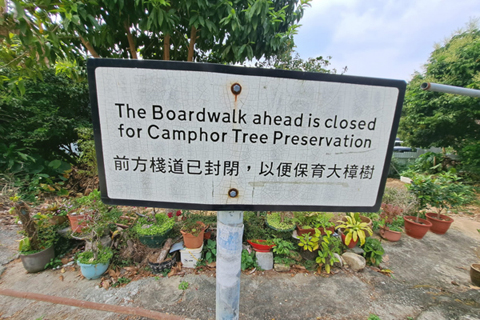 The Boardwalk ahead is closed
for Camphor Tree Preservation
前方棧道已封閉，以便保育大樟樹